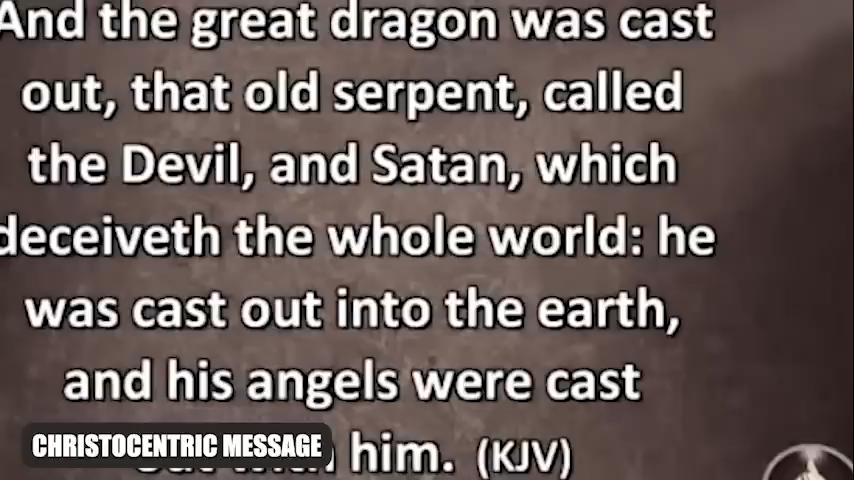 And the great dragon was cast
out, that old serpent, called
the Devil, and Satan, which
deceiveth the whole world: he
was cast out into the earth,
and his angels were cast
him. (KJV)
CHRISTOCENTRIC MESSAGE